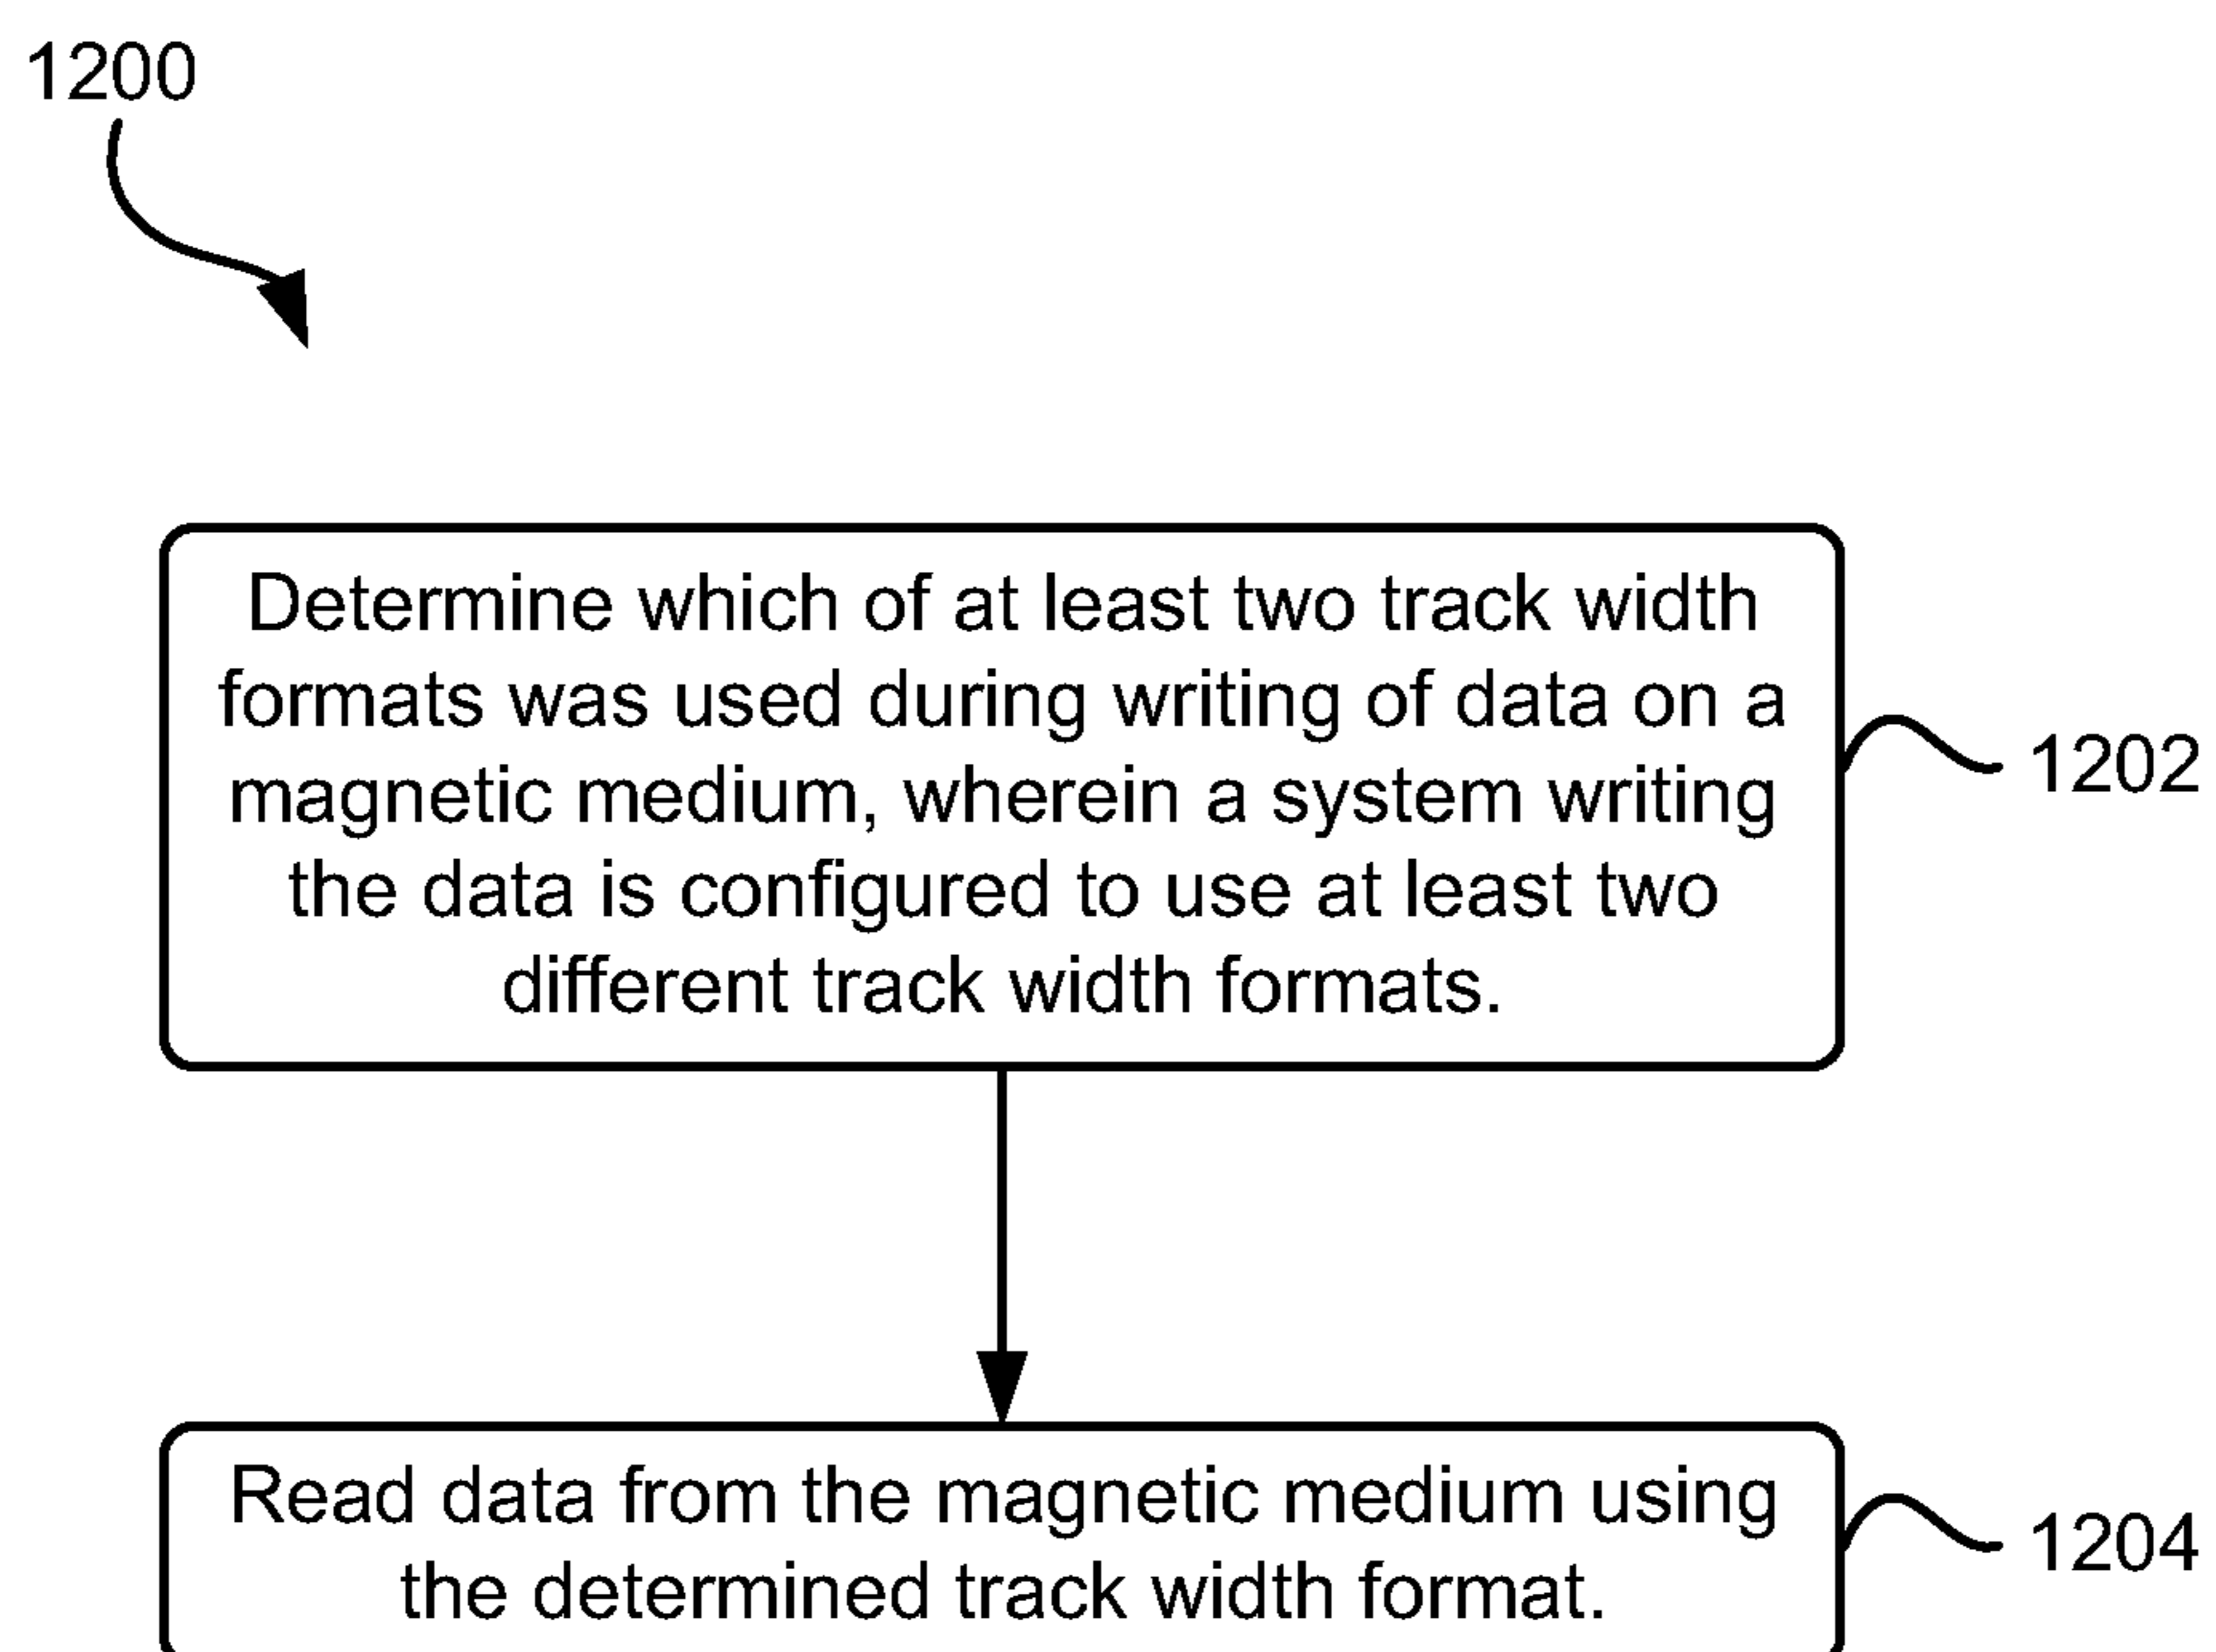 1200
Determine which of at least two track width
formats was used during writing of data on a
magnetic medium, wherein a system writing
the data is configured to use at least two
different track width formats.
1202
Read data from the magnetic medium using
the determined track width format.
1204